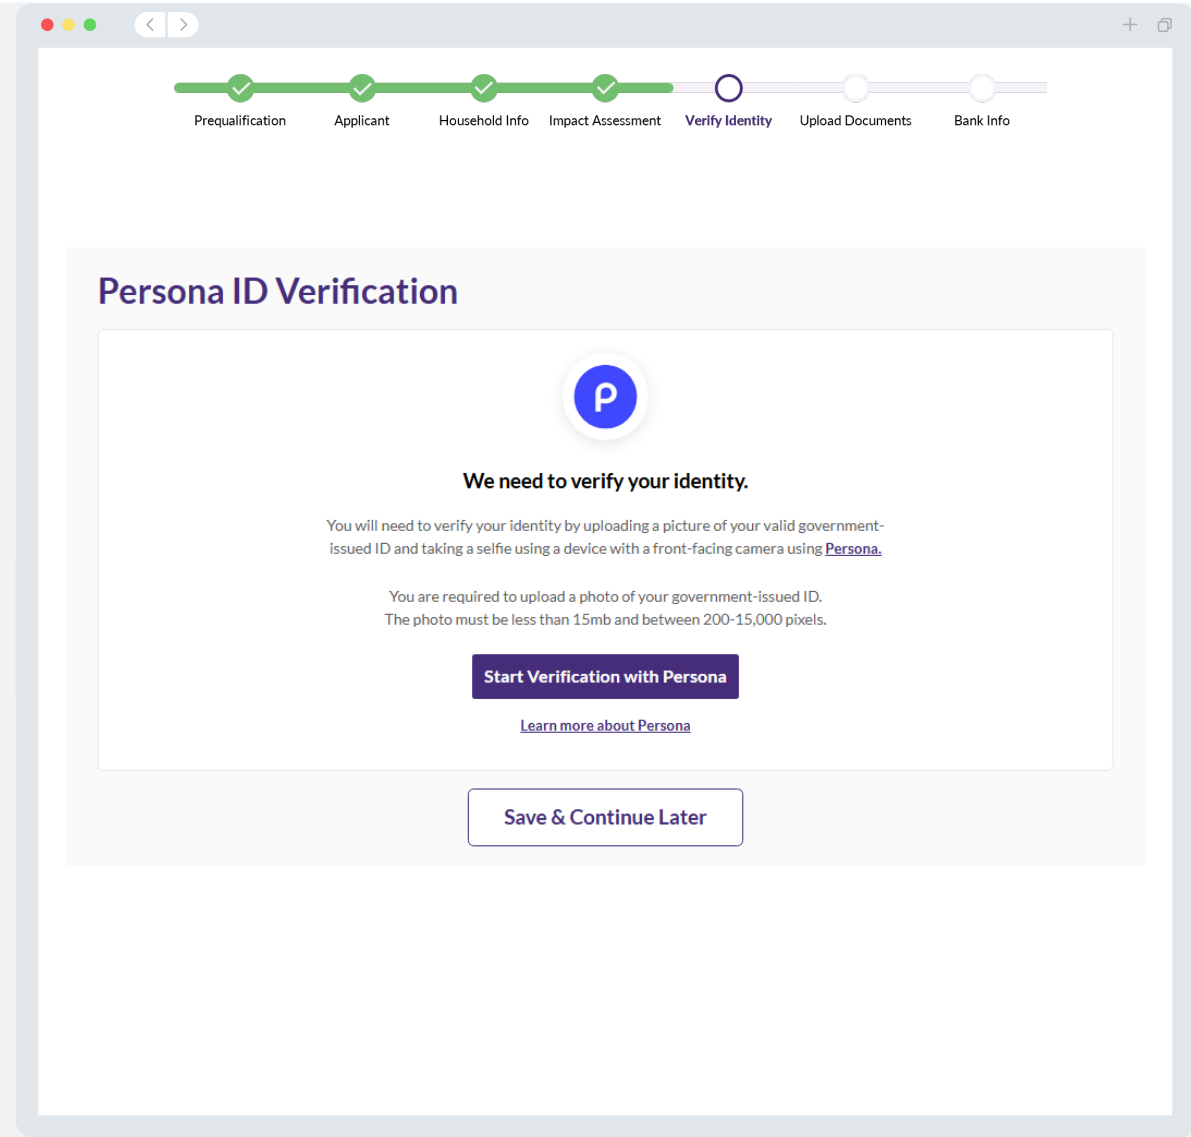 Prequalification
Applicant
Household Info
Impact Assessment
Verify Identity
Upload Documents
Bank Info
Persona ID Verification
We need to verify your identity.
You will need to verify your identity by uploading a picture of your valid government-
issued ID and taking a selfie using a device with a front-facing camera using Persona.
You are required to upload a photo of your government-issued ID.
The photo must be less than 15mb and between 200-15,000 pixels.
Start Verification with Persona
Learn more about Persona
Save & Continue Later